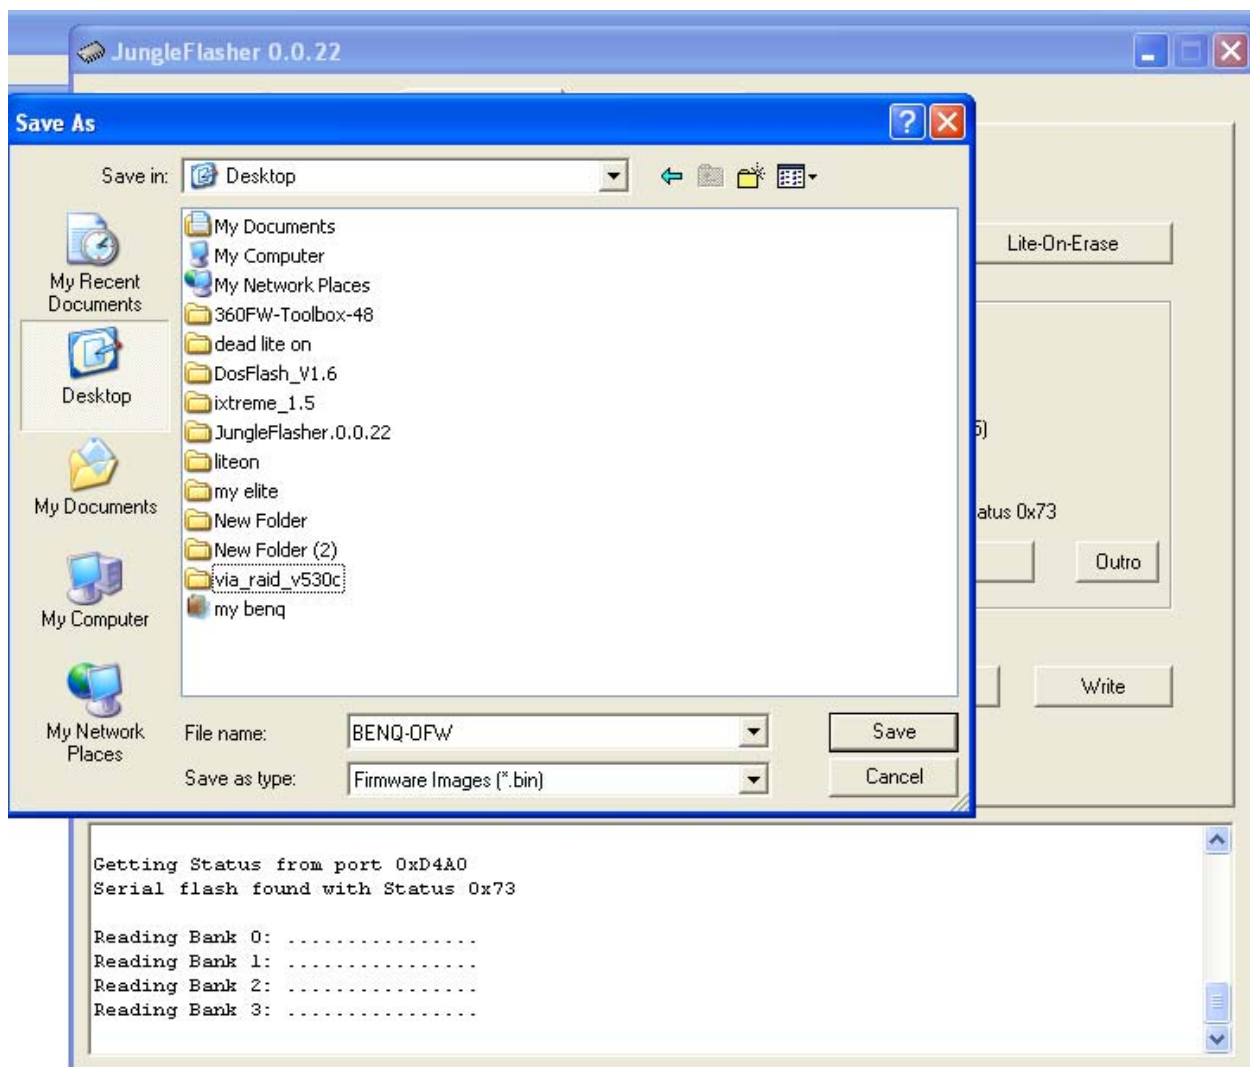 JungleFlasher 0.0.22
Save As
Save in:
Desktop
My Recent
Documents
Desktop
My Documents
My Computer
My Network
Places
My Documents
My Computer
My Network Places
360FW-Toolbox-48
dead lite on
DosFlash_V1.6
ixtreme_1.5
JungleFlasher.0.0.22
liteon
my elite
New Folder
New Folder (2)
via_raid_v530c
my benq
File name:
BENQ-OFW
Save
Save as type:
Firmware Images (*.bin)
Cancel
Lite-On-Erase
5)
atus 0x73
Outro
Write
Getting Status from port 0xD4A0
Serial flash found with Status 0x73
Reading Bank 0: ................
Reading Bank 1: ................
Reading Bank 2: ................
Reading Bank 3: ................